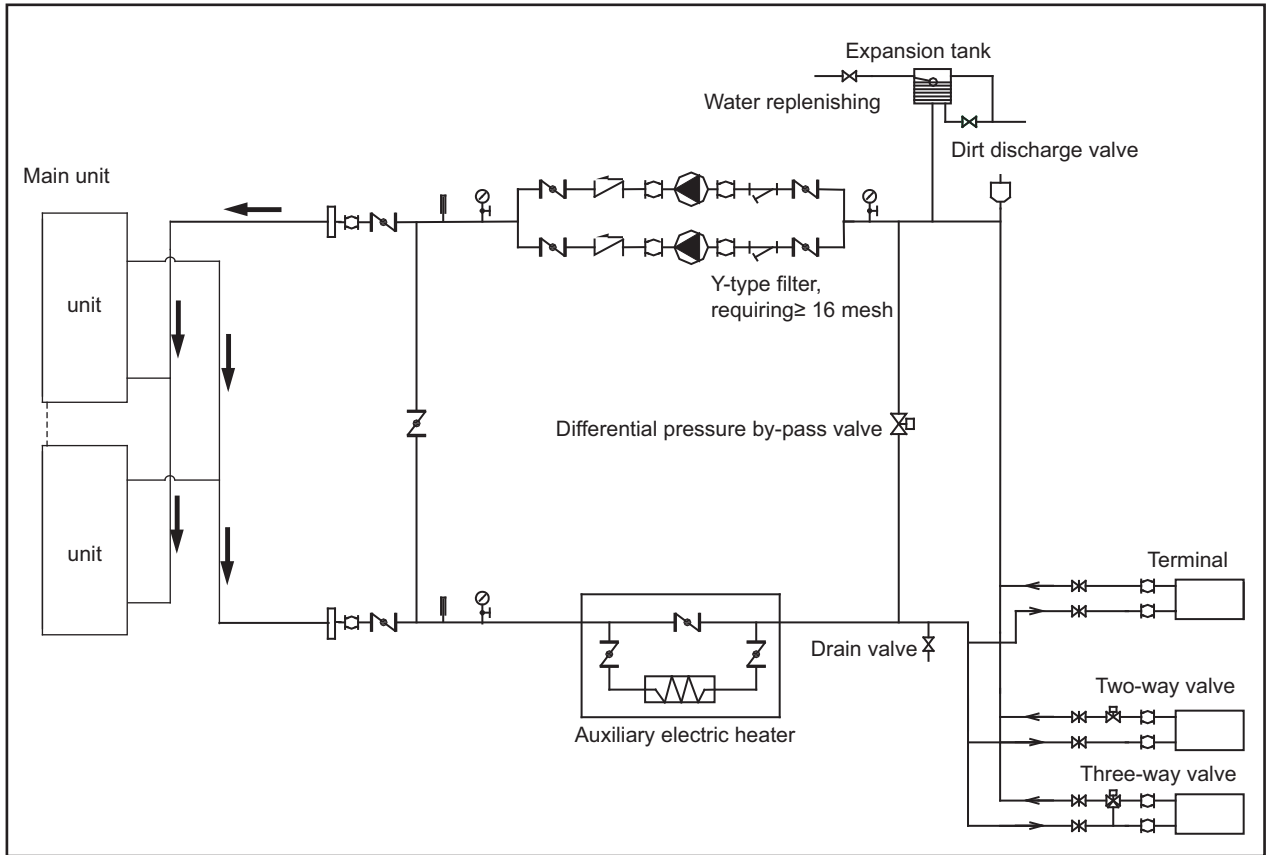 Expansion tank
Water replenishing
Dirt discharge valve
Main unit
unit
Y-type filter,
requiring≥ 16 mesh
Differential pressure by-pass valve
unit
Terminal
Drain valve
Two-way valve
Auxiliary electric heater
Three-way valve